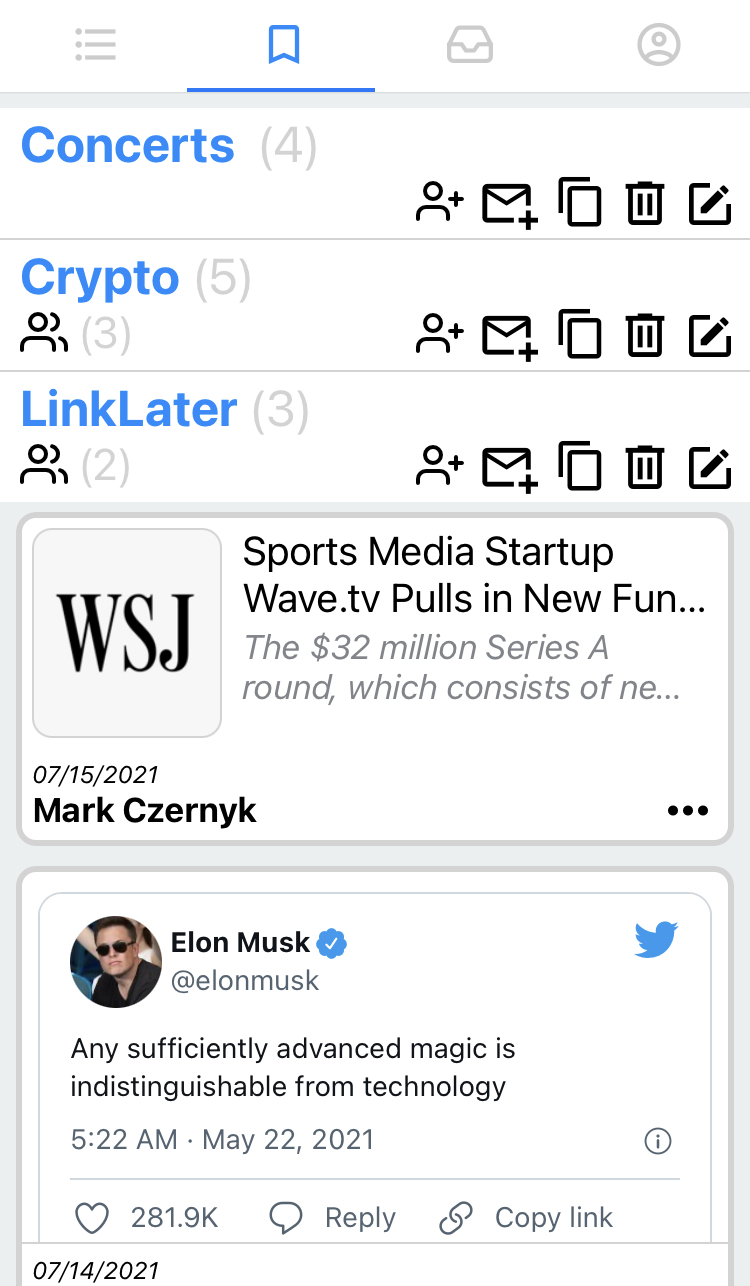 Concerts (4)
Crypto (5)
(3)
LinkLater (3)
(2)
WSJ
Sports Media Startup
Wave.tv Pulls in New Fun...
The $32 million Series A
round, which consists of ne...
07/15/2021
Mark Czernyk
Elon Musk
@elonmusk
Any sufficiently advanced magic is
indistinguishable from technology
5:22 AM · May 22, 2021
281.9K Reply Copy link
07/14/2021